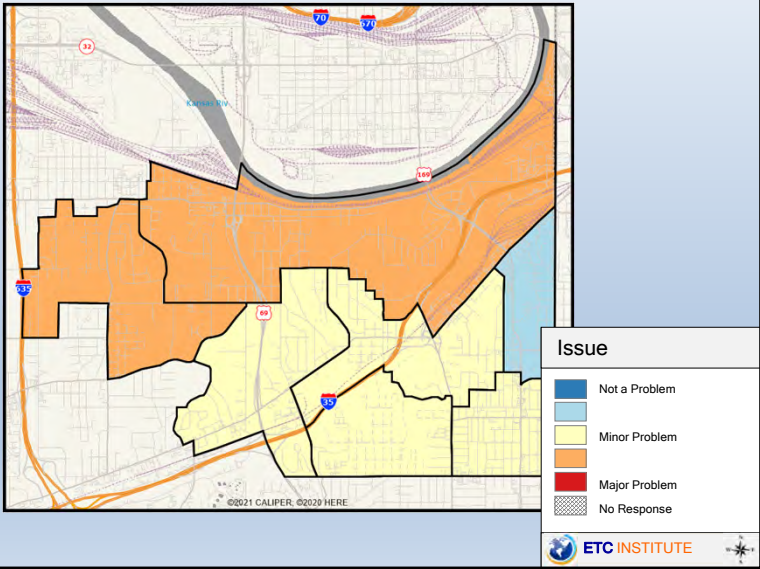 70
670
32
Kansas Riv
169
635
69
35
©2021 CALIPER; ©2020 HERE
Issue
Not a Problem
Minor Problem
Major Problem
No Response
ETC INSTITUTE